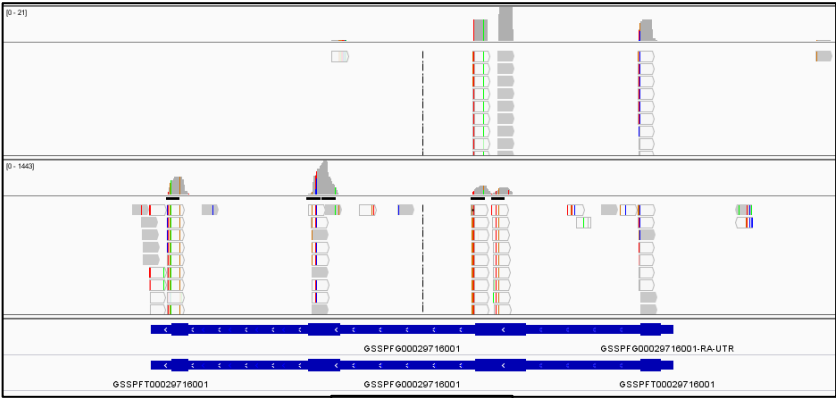 [0 - 21]
[0 - 1443]
GSSPFG00029716001 GSSPFG00029716001-RA-UTR
GSSPFT00029716001 GSSPFG00029716001 GSSPFT00029716001